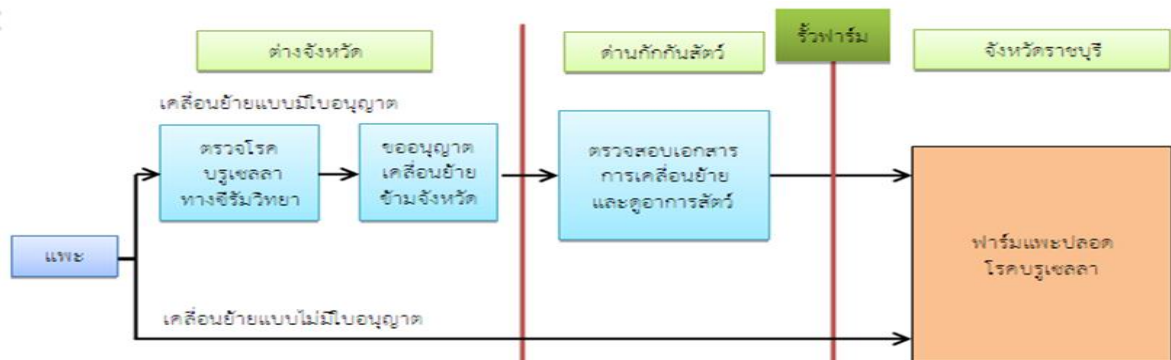 ต่างจังหวัด
ด่านกักกันสัตว์
รั้วฟาร์ม
จังหวัดราชบุรี
เคลื่อนย้ายแบบมีใบอนุญาต
ตรวจโรค
บรูเซลลา
ทางซีรัมวิทยา
ขออนุญาต
เคลื่อนย้าย
ข้ามจังหวัด
ตรวจสอบเอกสาร
การเคลื่อนย้าย
และดูอาการสัตว์
แพะ
ฟาร์มแพะปลอด
โรคบรูเซลลา
เคลื่อนย้ายแบบไม่มีใบอนุญาต